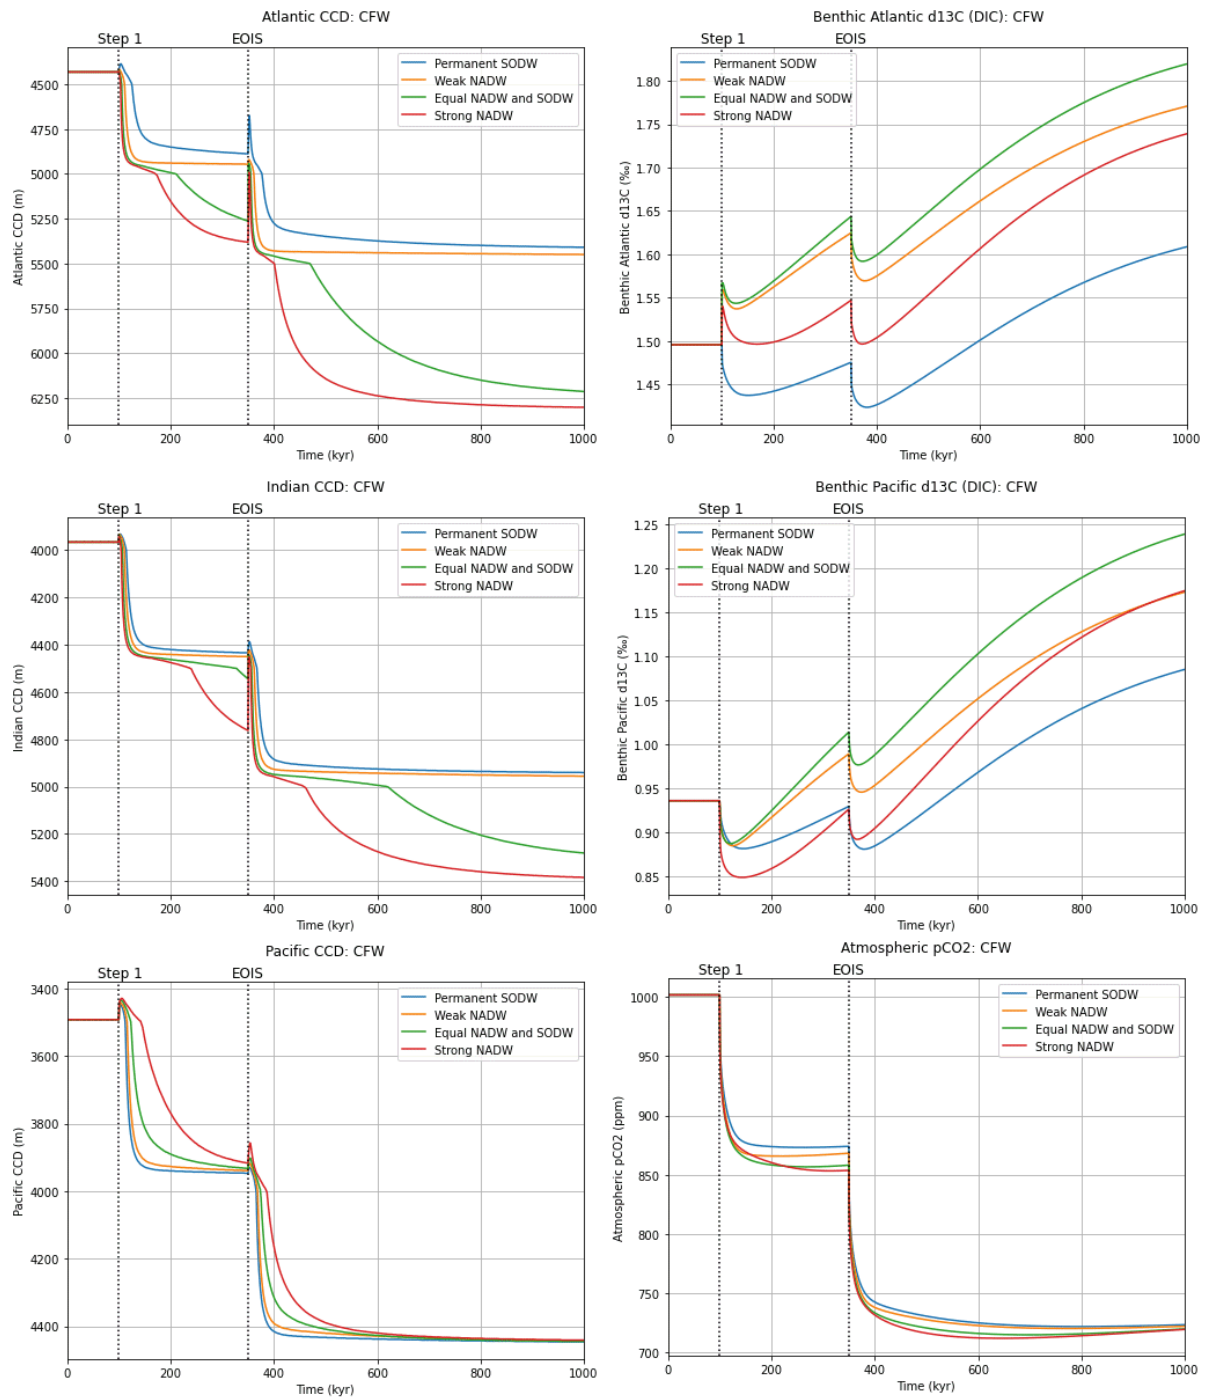 Atlantic CCD: CFW
Step 1
EOIS
Permanent SODW
Weak NADW
Equal NADW and SODW
Strong NADW
4500
4750
5000
5250
5500
5750
6000
6250
Atlantic CCD (m)
0
200
400
600
800
1000
Time (kyr)
Benthic Atlantic d13C (DIC): CFW
Step 1
EOIS
Permanent SODW
Weak NADW
Equal NADW and SODW
Strong NADW
1.80
1.75
1.70
1.65
1.60
1.55
1.50
1.45
Benthic Atlantic d13C (‰)
0
200
400
600
800
1000
Time (kyr)
Indian CCD: CFW
Step 1
EOIS
Permanent SODW
Weak NADW
Equal NADW and SODW
Strong NADW
4000
4200
4400
4600
4800
5000
5200
5400
Indian CCD (m)
0
200
400
600
800
1000
Time (kyr)
Benthic Pacific d13C (DIC): CFW
Step 1
EOIS
Permanent SODW
Weak NADW
Equal NADW and SODW
Strong NADW
1.25
1.20
1.15
1.10
1.05
1.00
0.95
0.90
0.85
Benthic Pacific d13C (‰)
0
200
400
600
800
1000
Time (kyr)
Pacific CCD: CFW
Step 1
EOIS
Permanent SODW
Weak NADW
Equal NADW and SODW
Strong NADW
3400
3600
3800
4000
4200
4400
Pacific CCD (m)
0
200
400
600
800
1000
Time (kyr)
Atmospheric pCO2: CFW
Step 1
EOIS
Permanent SODW
Weak NADW
Equal NADW and SODW
Strong NADW
1000
950
900
850
800
750
700
Atmospheric pCO2 (ppm)
0
200
400
600
800
1000
Time (kyr)